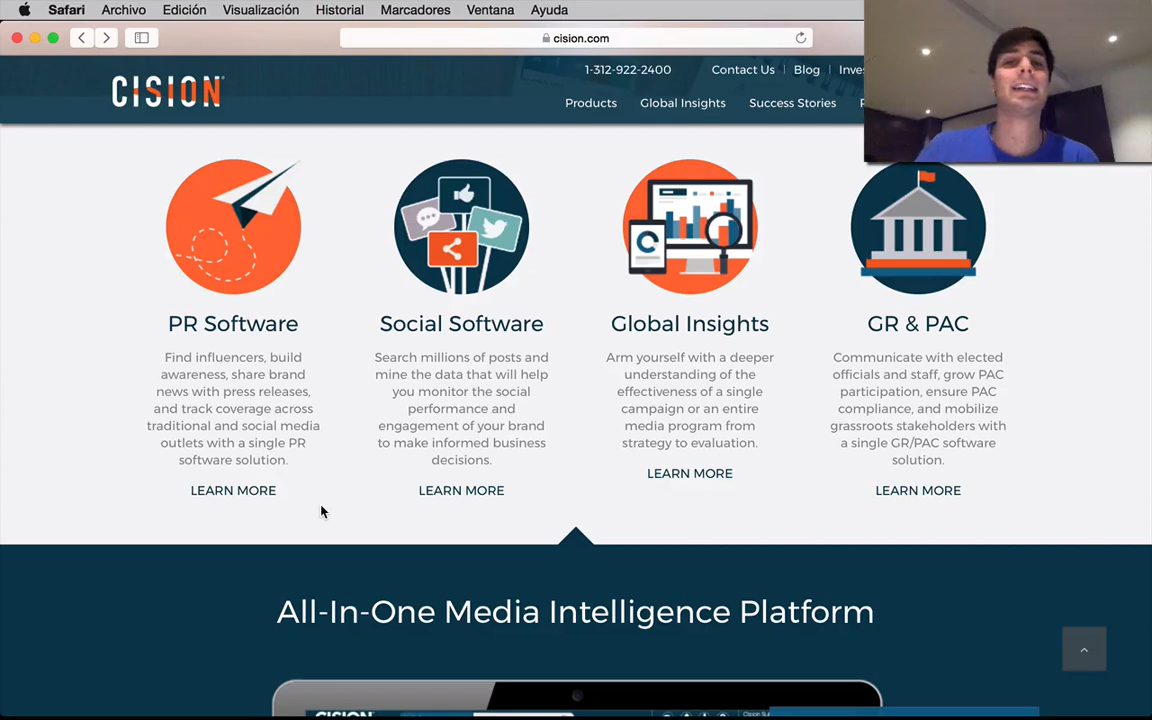 Safari Archivo Edición Visualización Historial Marcadores Ventana Ayuda
cision.com
CISION
1-312-922-2400 Contact Us Blog
Products Global Insights Success Stories
PR Software
Find influencers, build
awareness, share brand
news with press releases,
and track coverage across
traditional and social media
outlets with a single PR
software solution.
LEARN MORE
Social Software
Search millions of posts and
mine the data that will help
you monitor the social
performance and
engagement of your brand
to make informed business
decisions.
LEARN MORE
Global Insights
Arm yourself with a deeper
understanding of the
effectiveness of a single
campaign or an entire
media program from
strategy to evaluation.
LEARN MORE
GR & PAC
Communicate with elected
officials and staff, grow PAC
participation, ensure PAC
compliance, and mobilize
grassroots stakeholders with
a single GR/PAC software
solution.
LEARN MORE
All-In-One Media Intelligence Platform
CISION